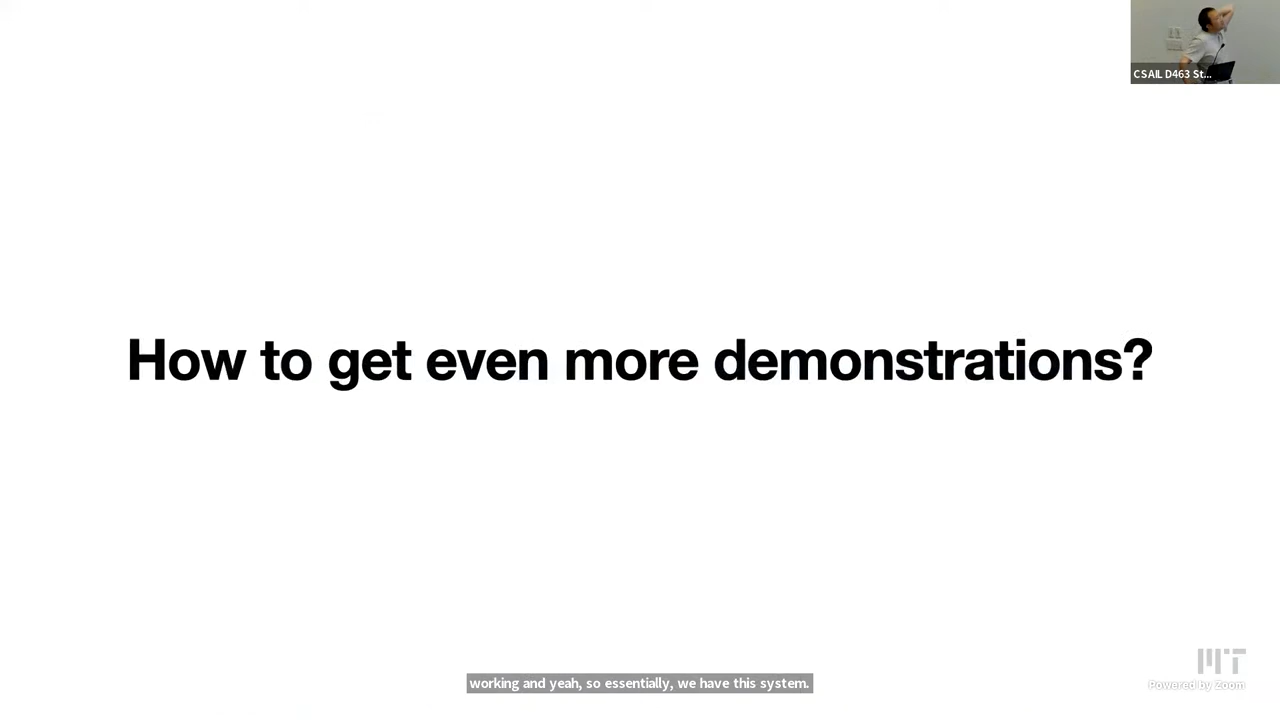 CSAIL D463 St...
How to get even more demonstrations?
MIT
Powered by Zoom
working and yeah, so essentially, we have this system.